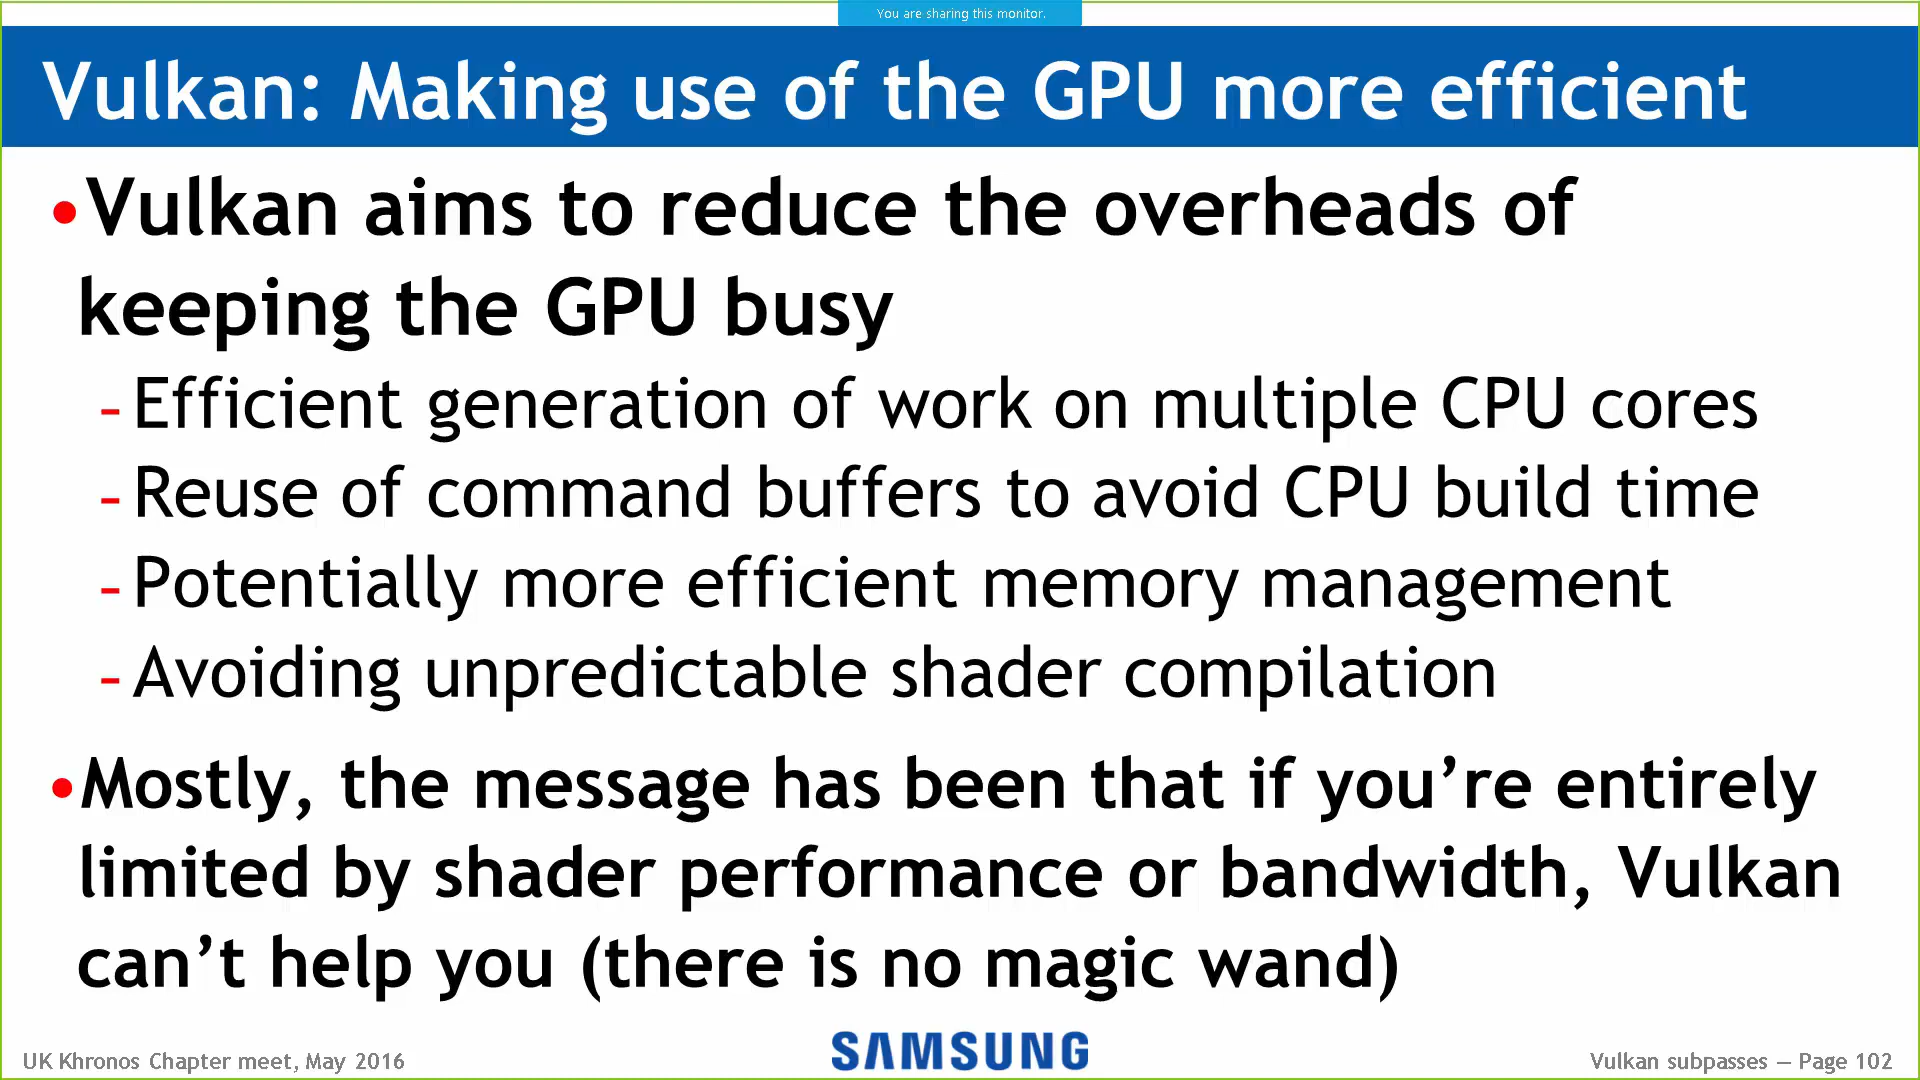 You are sharing this monitor.
Vulkan: Making use of the GPU more efficient
•Vulkan aims to reduce the overheads of
keeping the GPU busy
-Efficient generation of work on multiple CPU cores
-Reuse of command buffers to avoid CPU build time
-Potentially more efficient memory management
-Avoiding unpredictable shader compilation
•Mostly, the message has been that if you’re entirely
limited by shader performance or bandwidth, Vulkan
can’t help you (there is no magic wand)
UK Khronos Chapter meet, May 2016
SAMSUNG
Vulkan subpasses — Page 102